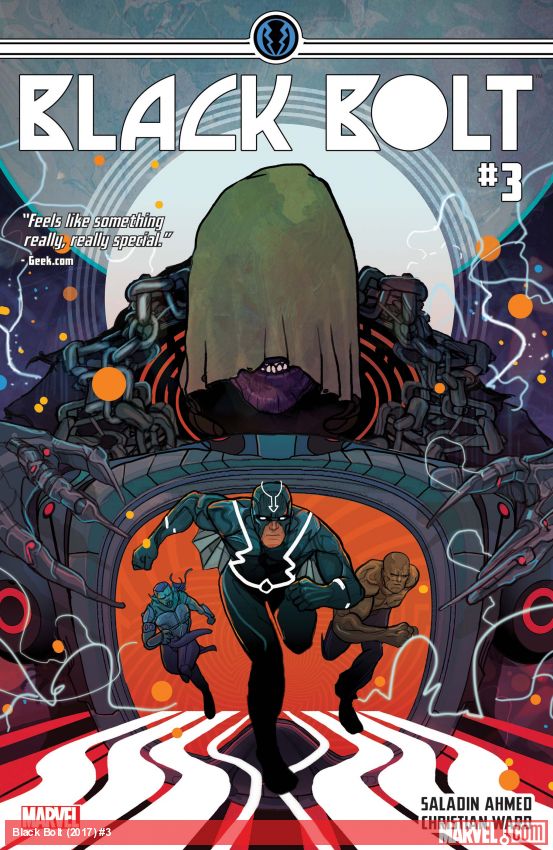 BLACK BOLT
TM
#3
"Feels like something
really, really special."
- Geek.com
SALADIN AHMED
CHRISTIAN WARD
MARVEL
MARVEL.com
Black Bolt (2017) #3